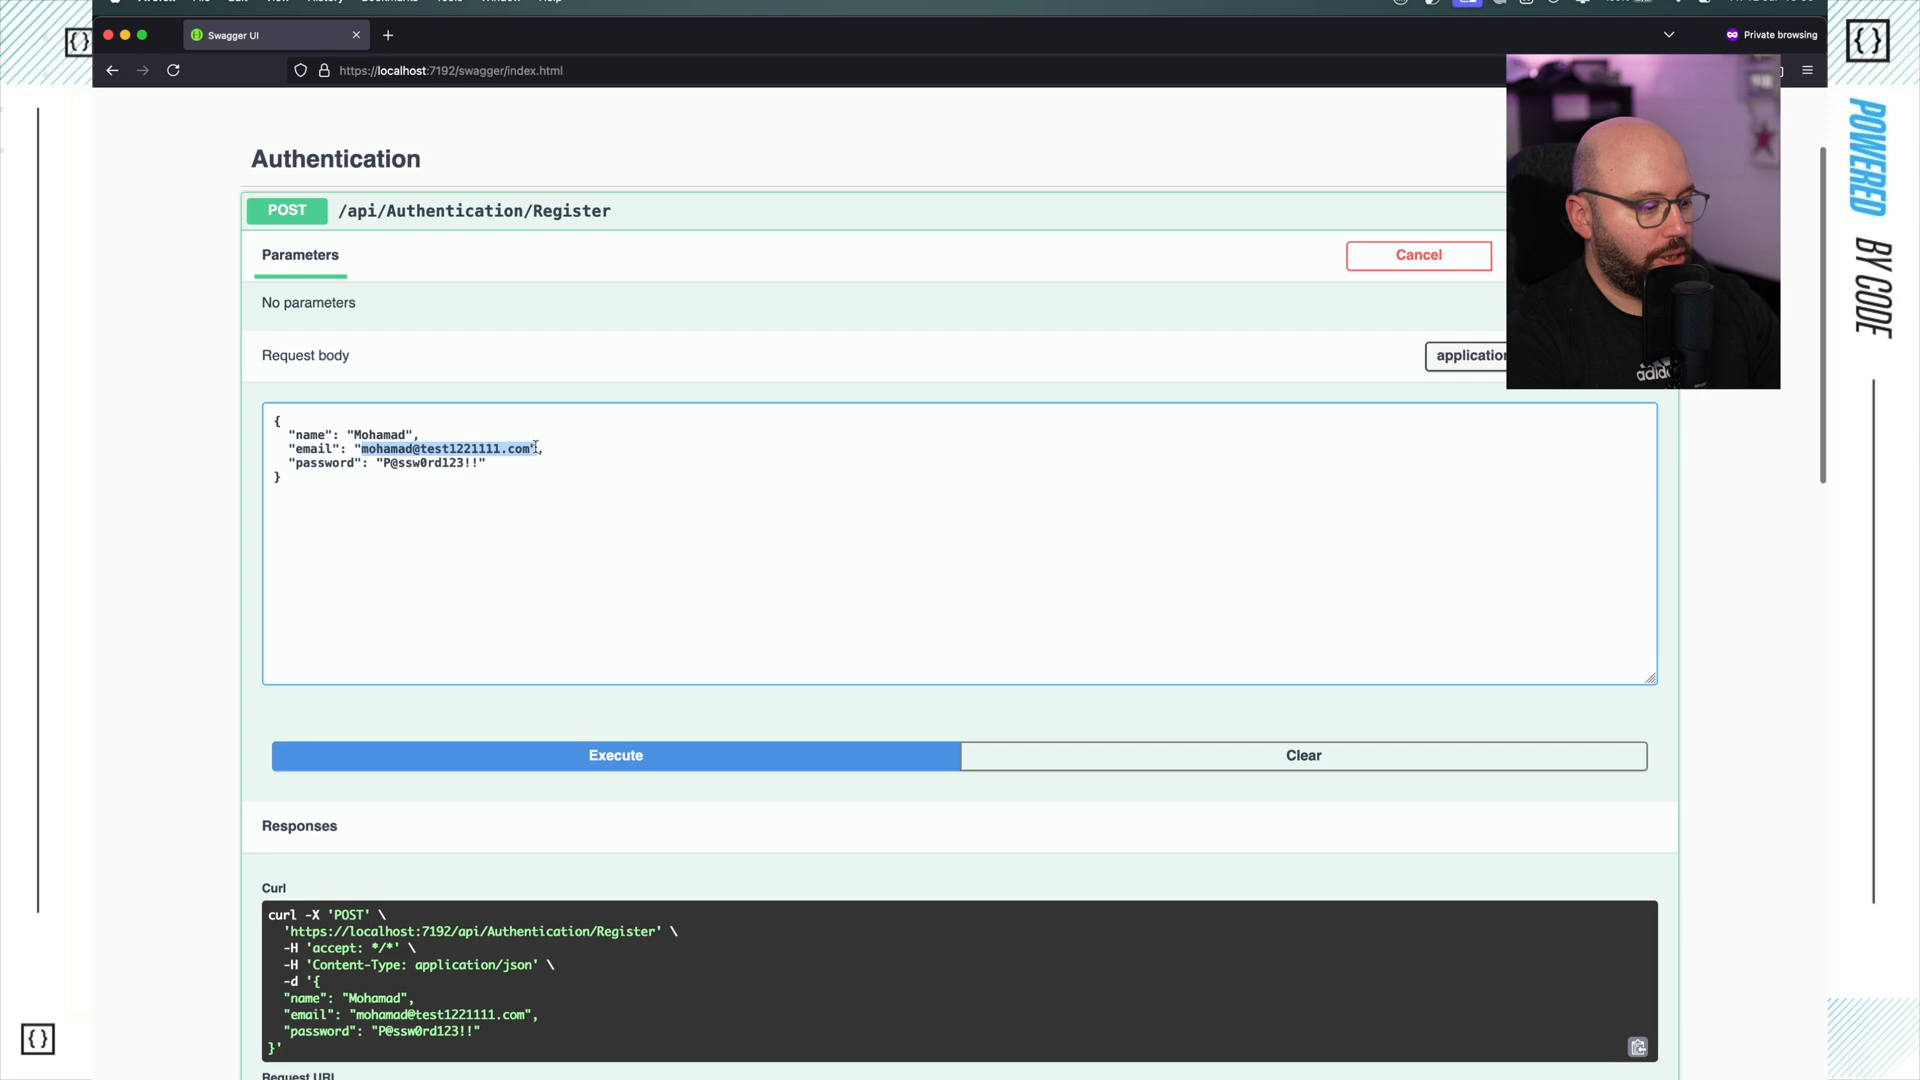 Swagger UI
Private browsing
https://localhost:7192/swagger/index.html
Authentication
POST /api/Authentication/Register
Parameters
Cancel
No parameters
Request body
application
{
"name": "Mohamad",
"email": "mohamad@test1221111.com",
"password": "P@ssw0rd123!!"
}
Execute
Clear
Responses
Curl
curl -X 'POST' \
'https://localhost:7192/api/Authentication/Register' \
-H 'accept: */*' \
-H 'Content-Type: application/json' \
-d '{
"name": "Mohamad",
"email": "mohamad@test1221111.com",
"password": "P@ssw0rd123!!"
}'
Request URL
{}
{}
{}
POWERED BY CODE
adidas